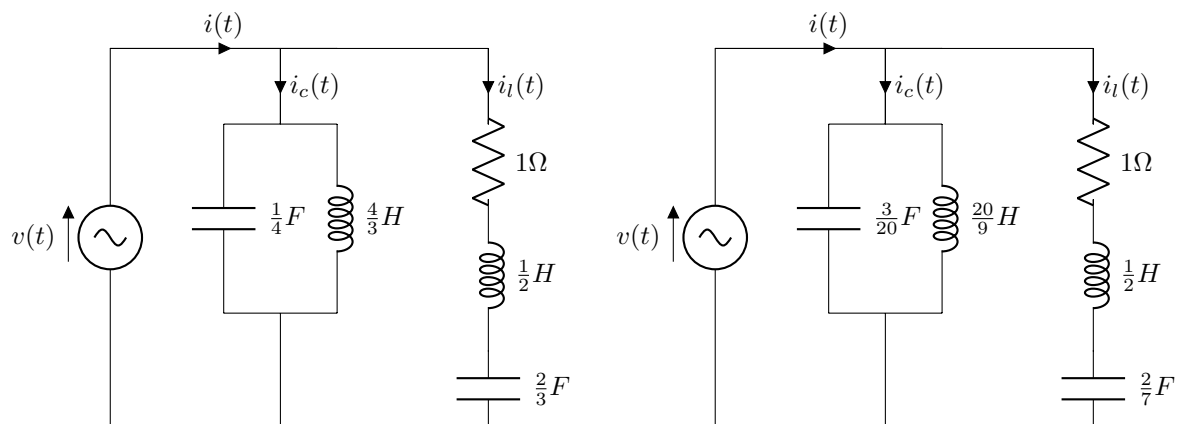 i(t) i(t)
i_c(t) i_l(t) i_c(t) i_l(t)
1Ω 1Ω
v(t) 1/4 F 4/3 H v(t) 3/20 F 20/9 H
1/2 H 1/2 H
2/3 F 2/7 F